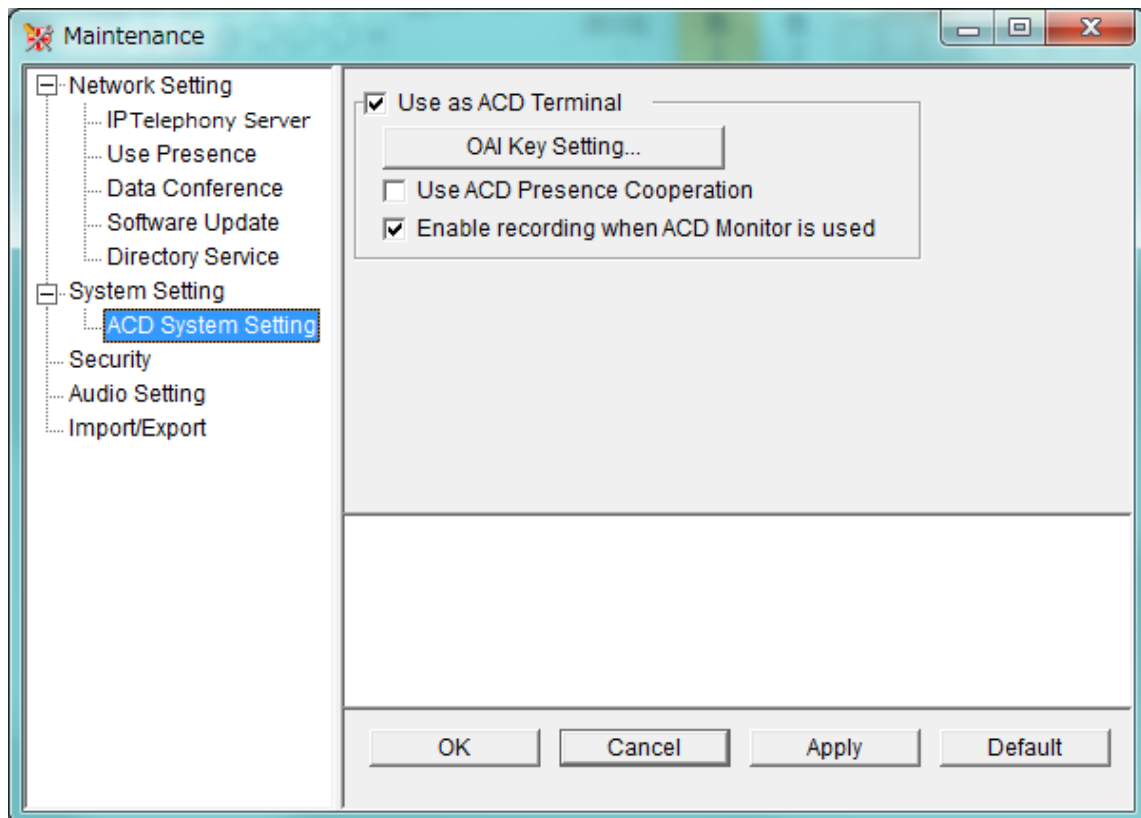 Maintenance
Network Setting
IPTelephony Server
Use Presence
Data Conference
Software Update
Directory Service
System Setting
ACD System Setting
Security
Audio Setting
Import/Export
Use as ACD Terminal
OAI Key Setting...
Use ACD Presence Cooperation
Enable recording when ACD Monitor is used
OK
Cancel
Apply
Default